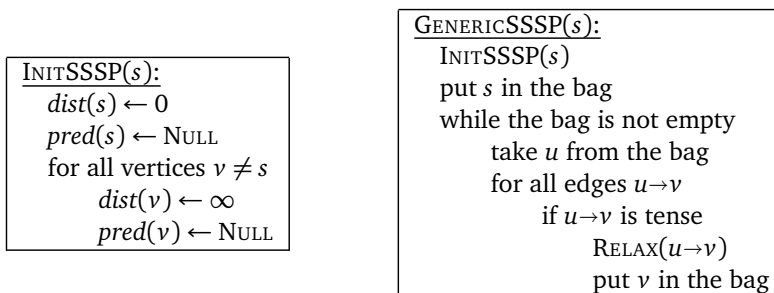 INITSSSP(s):
dist(s) ← 0
pred(s) ← NULL
for all vertices v ≠ s
dist(v) ← ∞
pred(v) ← NULL
GENERICSSSP(s):
INITSSSP(s)
put s in the bag
while the bag is not empty
take u from the bag
for all edges u→v
if u→v is tense
RELAX(u→v)
put v in the bag